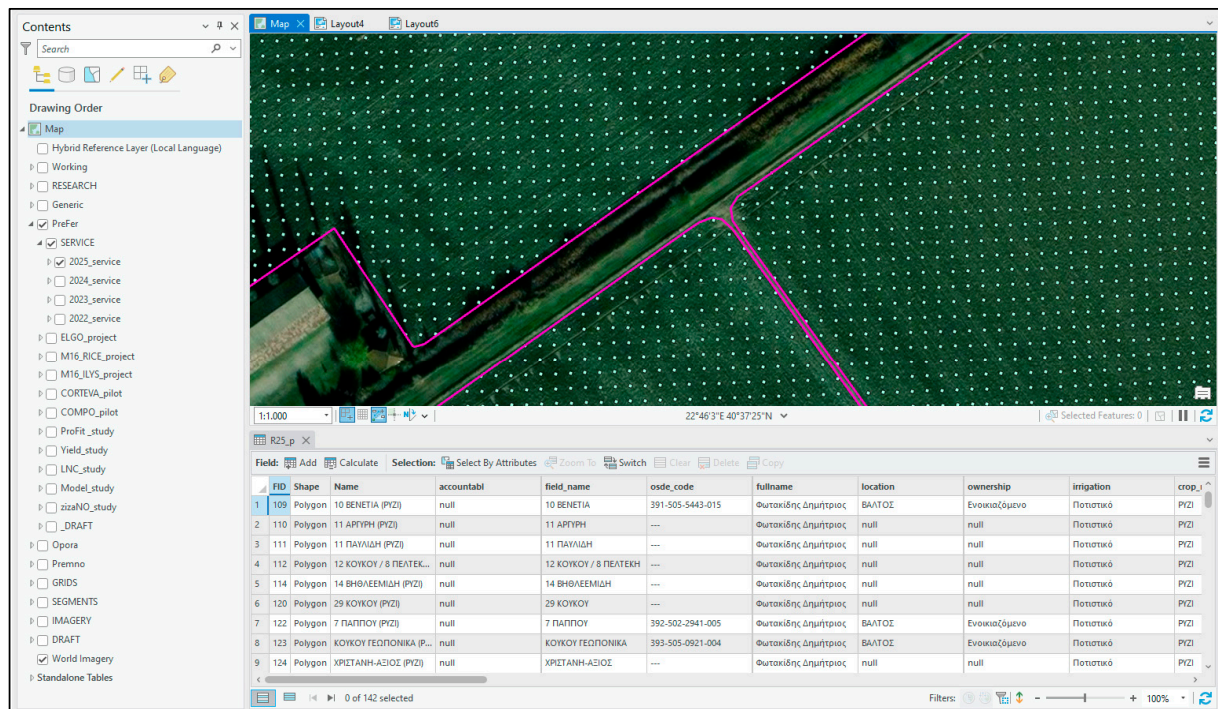 Contents
Search
Drawing Order
Map
Hybrid Reference Layer (Local Language)
Working
RESEARCH
Generic
PreFer
SERVICE
2025_service
2024_service
2023_service
2022_service
ELGO_project
M16_RICE_project
M16_ILYS_project
CORTEVA_pilot
COMPO_pilot
ProFit_study
Yield_study
LNC_study
Model_study
zizaNO_study
_DRAFT
Opora
Premno
GRIDS
SEGMENTS
IMAGERY
DRAFT
World Imagery
Standalone Tables
Map Layout4 Layout6
1:1.000 22°46'3"E 40°37'25"N Selected Features: 0
R25_p
Field: Add Calculate Selection: Select By Attributes Zoom To Switch Clear Delete Copy
FID Shape Name accountabl field_name osde_code fullname location ownership irrigation crop_
1 109 Polygon 10 ΒΕΝΕΤΙΑ (ΡΥΖΙ) null 10 ΒΕΝΕΤΙΑ 391-505-5443-015 Φωτακίδης Δημήτριος ΒΑΛΤΟΣ Ενοικιαζόμενο Ποτιστικό ΡΥΖΙ
2 110 Polygon 11 ΑΡΓΥΡΗ (ΡΥΖΙ) null 11 ΑΡΓΥΡΗ --- Φωτακίδης Δημήτριος null null Ποτιστικό ΡΥΖΙ
3 111 Polygon 11 ΠΑΥΛΙΔΗ (ΡΥΖΙ) null 11 ΠΑΥΛΙΔΗ --- Φωτακίδης Δημήτριος null null Ποτιστικό ΡΥΖΙ
4 112 Polygon 12 ΚΟΥΚΟΥ / 8 ΠΕΛΤΕΚ... null 12 ΚΟΥΚΟΥ / 8 ΠΕΛΤΕΚΗ --- Φωτακίδης Δημήτριος null null Ποτιστικό ΡΥΖΙ
5 114 Polygon 14 ΒΗΘΛΕΕΜΙΔΗ (ΡΥΖΙ) null 14 ΒΗΘΛΕΕΜΙΔΗ --- Φωτακίδης Δημήτριος null null Ποτιστικό ΡΥΖΙ
6 120 Polygon 29 ΚΟΥΚΟΥ (ΡΥΖΙ) null 29 ΚΟΥΚΟΥ --- Φωτακίδης Δημήτριος null null Ποτιστικό ΡΥΖΙ
7 122 Polygon 7 ΠΑΠΠΟΥ (ΡΥΖΙ) null 7 ΠΑΠΠΟΥ 392-502-2941-005 Φωτακίδης Δημήτριος ΒΑΛΤΟΣ Ενοικιαζόμενο Ποτιστικό ΡΥΖΙ
8 123 Polygon ΚΟΥΚΟΥ ΓΕΩΠΟΝΙΚΑ (Ρ... null ΚΟΥΚΟΥ ΓΕΩΠΟΝΙΚΑ 393-505-0921-004 Φωτακίδης Δημήτριος ΒΑΛΤΟΣ Ενοικιαζόμενο Ποτιστικό ΡΥΖΙ
9 124 Polygon ΧΡΙΣΤΑΝΗ-ΑΞΙΟΣ (ΡΥΖΙ) null ΧΡΙΣΤΑΝΗ-ΑΞΙΟΣ --- Φωτακίδης Δημήτριος null null Ποτιστικό ΡΥΖΙ
0 of 142 selected Filters: 100%